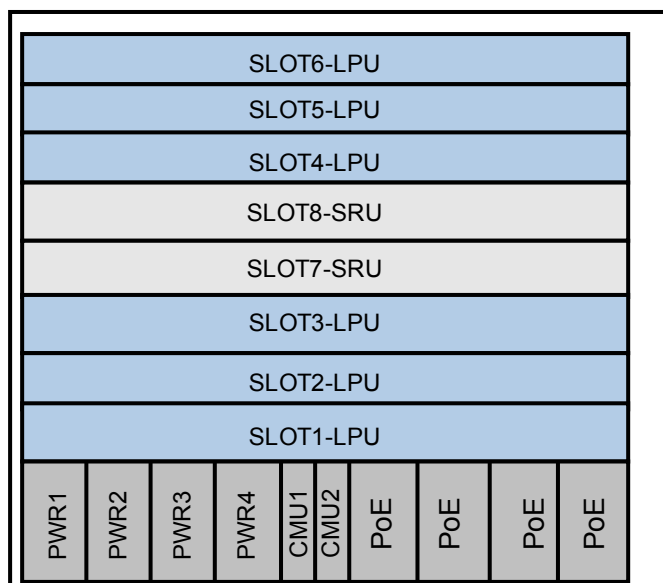 SLOT6-LPU
SLOT5-LPU
SLOT4-LPU
SLOT8-SRU
SLOT7-SRU
SLOT3-LPU
SLOT2-LPU
SLOT1-LPU
PWR1
PWR2
PWR3
PWR4
CMU1
CMU2
PoE
PoE
PoE
PoE